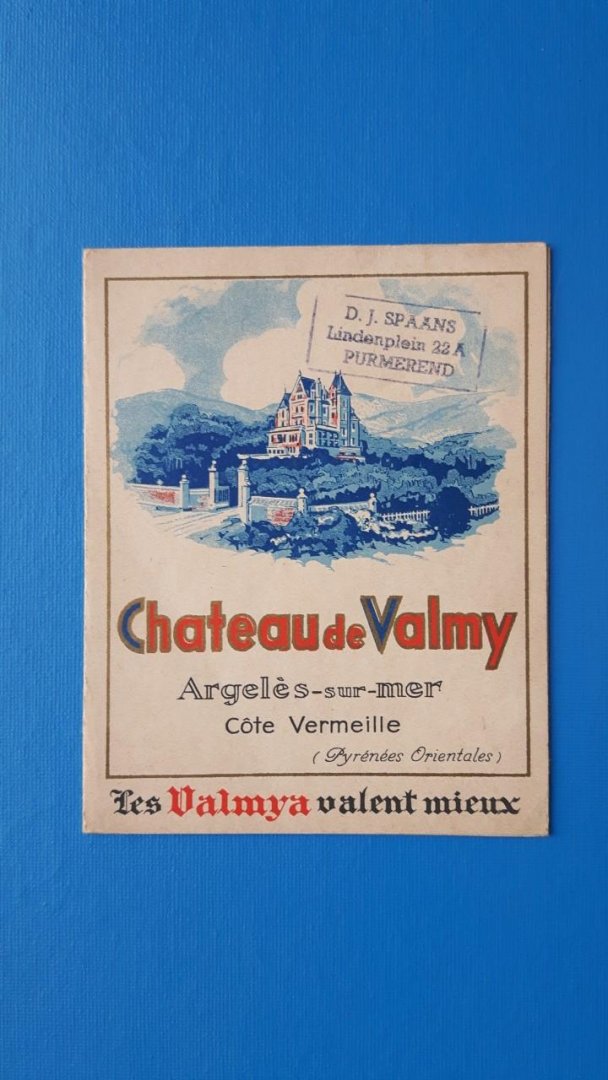 D. J. SPAANS
Lindenplein 22 A
PURMEREND
Chateau de Valmy
Argelès-sur-mer
Côte Vermeille
(Pyrénées Orientales)
Les Valmya valent mieux